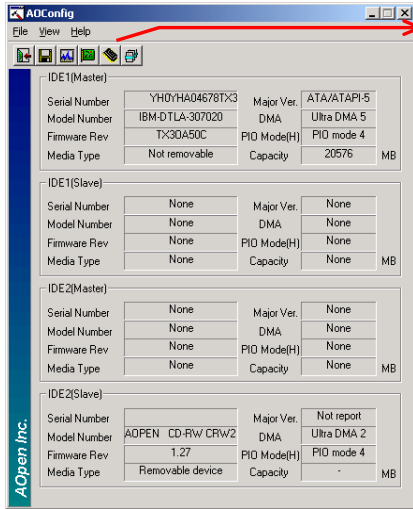 AOConfig
File View Help
IDE1(Master)
Serial Number YH0YHA04678TX3 Major Ver. ATA/ATAPI-5
Model Number IBM-DTLA-307020 DMA Ultra DMA 5
Firmware Rev TX3OA50C PIO Mode(H) PIO mode 4
Media Type Not removable Capacity 20576 MB
IDE1(Slave)
Serial Number None Major Ver. None
Model Number None DMA None
Firmware Rev None PIO Mode(H) None
Media Type None Capacity None MB
IDE2(Master)
Serial Number None Major Ver. None
Model Number None DMA None
Firmware Rev None PIO Mode(H) None
Media Type None Capacity None MB
IDE2(Slave)
Serial Number Major Ver. Not report
Model Number AOPEN CD-RW CRW2 DMA Ultra DMA 2
Firmware Rev 1.27 PIO Mode(H) PIO mode 4
Media Type Removable device Capacity - MB
AOpen Inc.